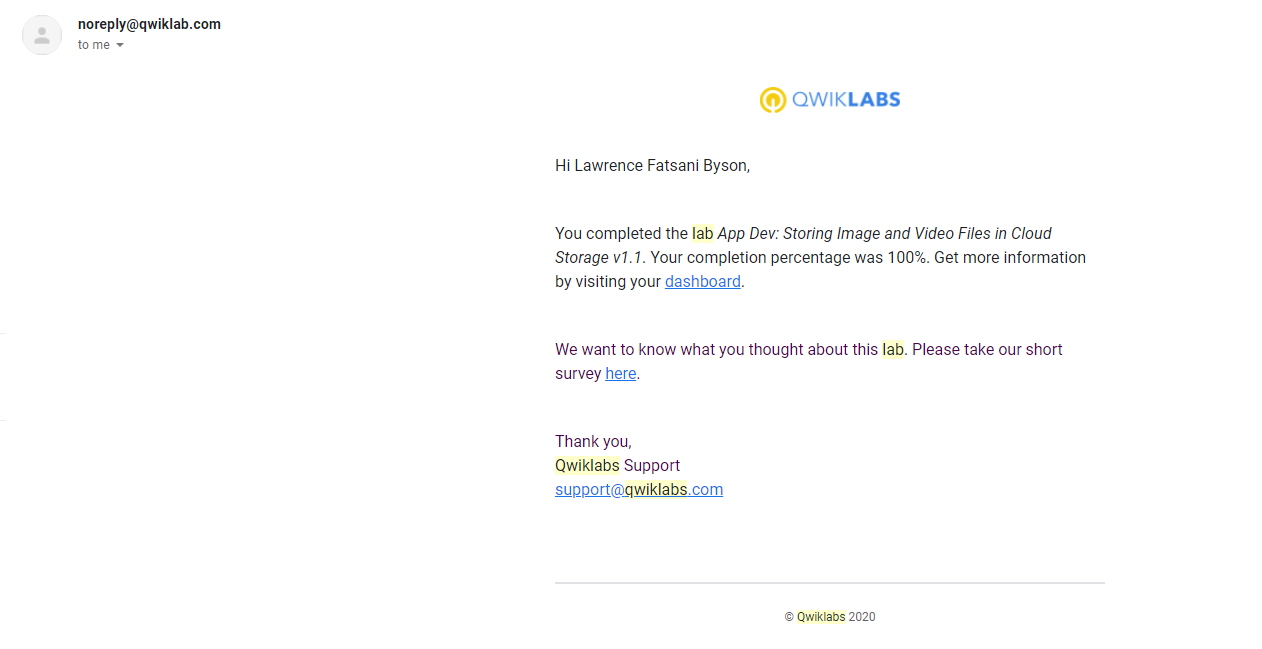 noreply@qwiklab.com
to me
QWIKLABS
Hi Lawrence Fatsani Byson,
You completed the lab App Dev: Storing Image and Video Files in Cloud
Storage v1.1. Your completion percentage was 100%. Get more information
by visiting your dashboard.
We want to know what you thought about this lab. Please take our short
survey here.
Thank you,
Qwiklabs Support
support@qwiklabs.com
© Qwiklabs 2020